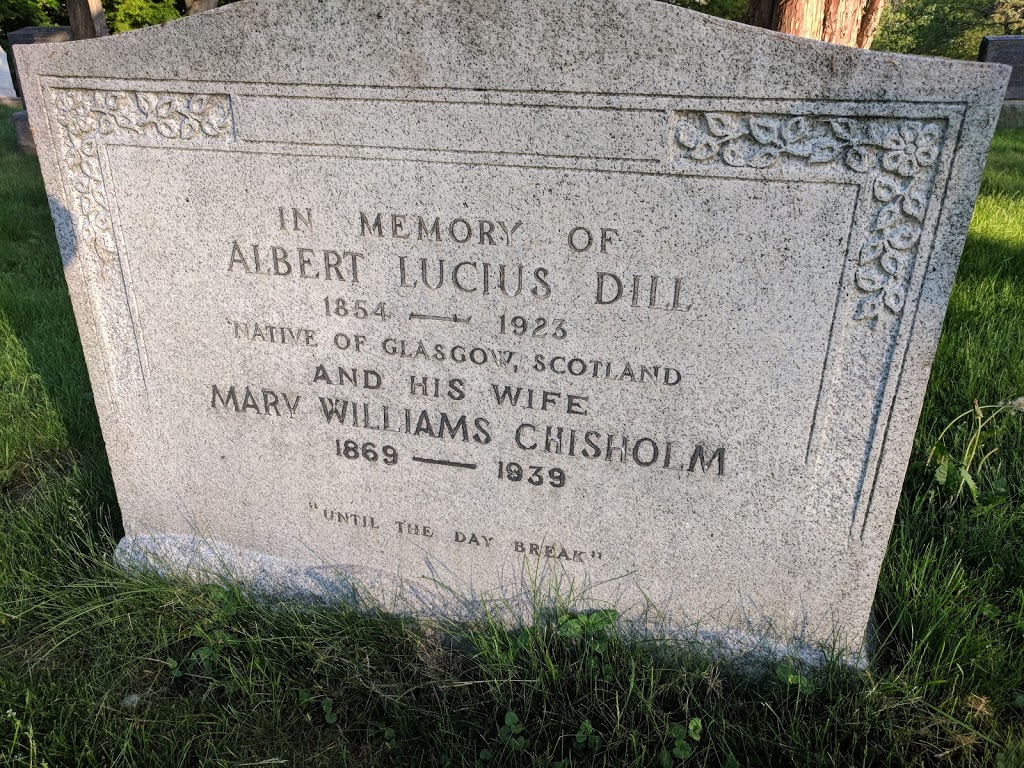 IN MEMORY OF
ALBERT LUCIUS DILL
1854 — 1923
NATIVE OF GLASGOW, SCOTLAND
AND HIS WIFE
MARY WILLIAMS CHISHOLM
1869 — 1939
"UNTIL THE DAY BREAK"